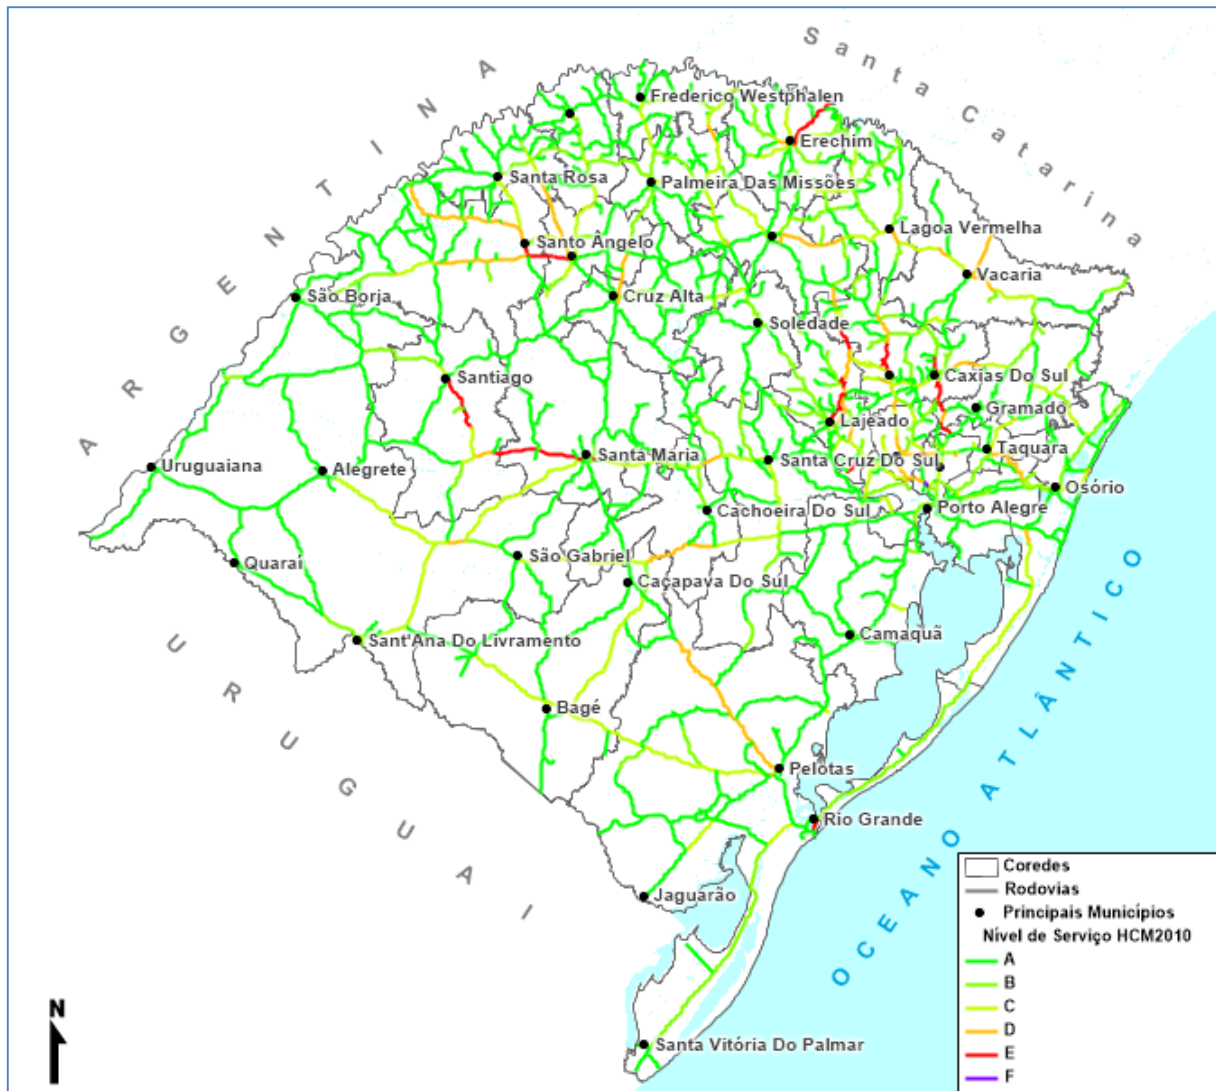 Santa Catarina
ARGENTINA
Frederico Westphalen
Erechim
Santa Rosa
Palmeira Das Missões
Lagoa Vermelha
Santo Ângelo
Vacaria
São Borja
Cruz Alta
Soledade
Santiago
Caxias Do Sul
Gramado
Lajeado
Taquara
Uruguaiana
Alegrete
Santa Maria
Santa Cruz Do Sul
Osório
Cachoeira Do Sul
Porto Alegre
Quaraí
São Gabriel
Caçapava Do Sul
Sant'Ana Do Livramento
Camaquã
Bagé
Pelotas
Rio Grande
Jaguarão
Santa Vitória Do Palmar
URUGUAI
OCEANO ATLÂNTICO
N
Coredes
Rodovias
Principais Municípios
Nível de Serviço HCM2010
A
B
C
D
E
F